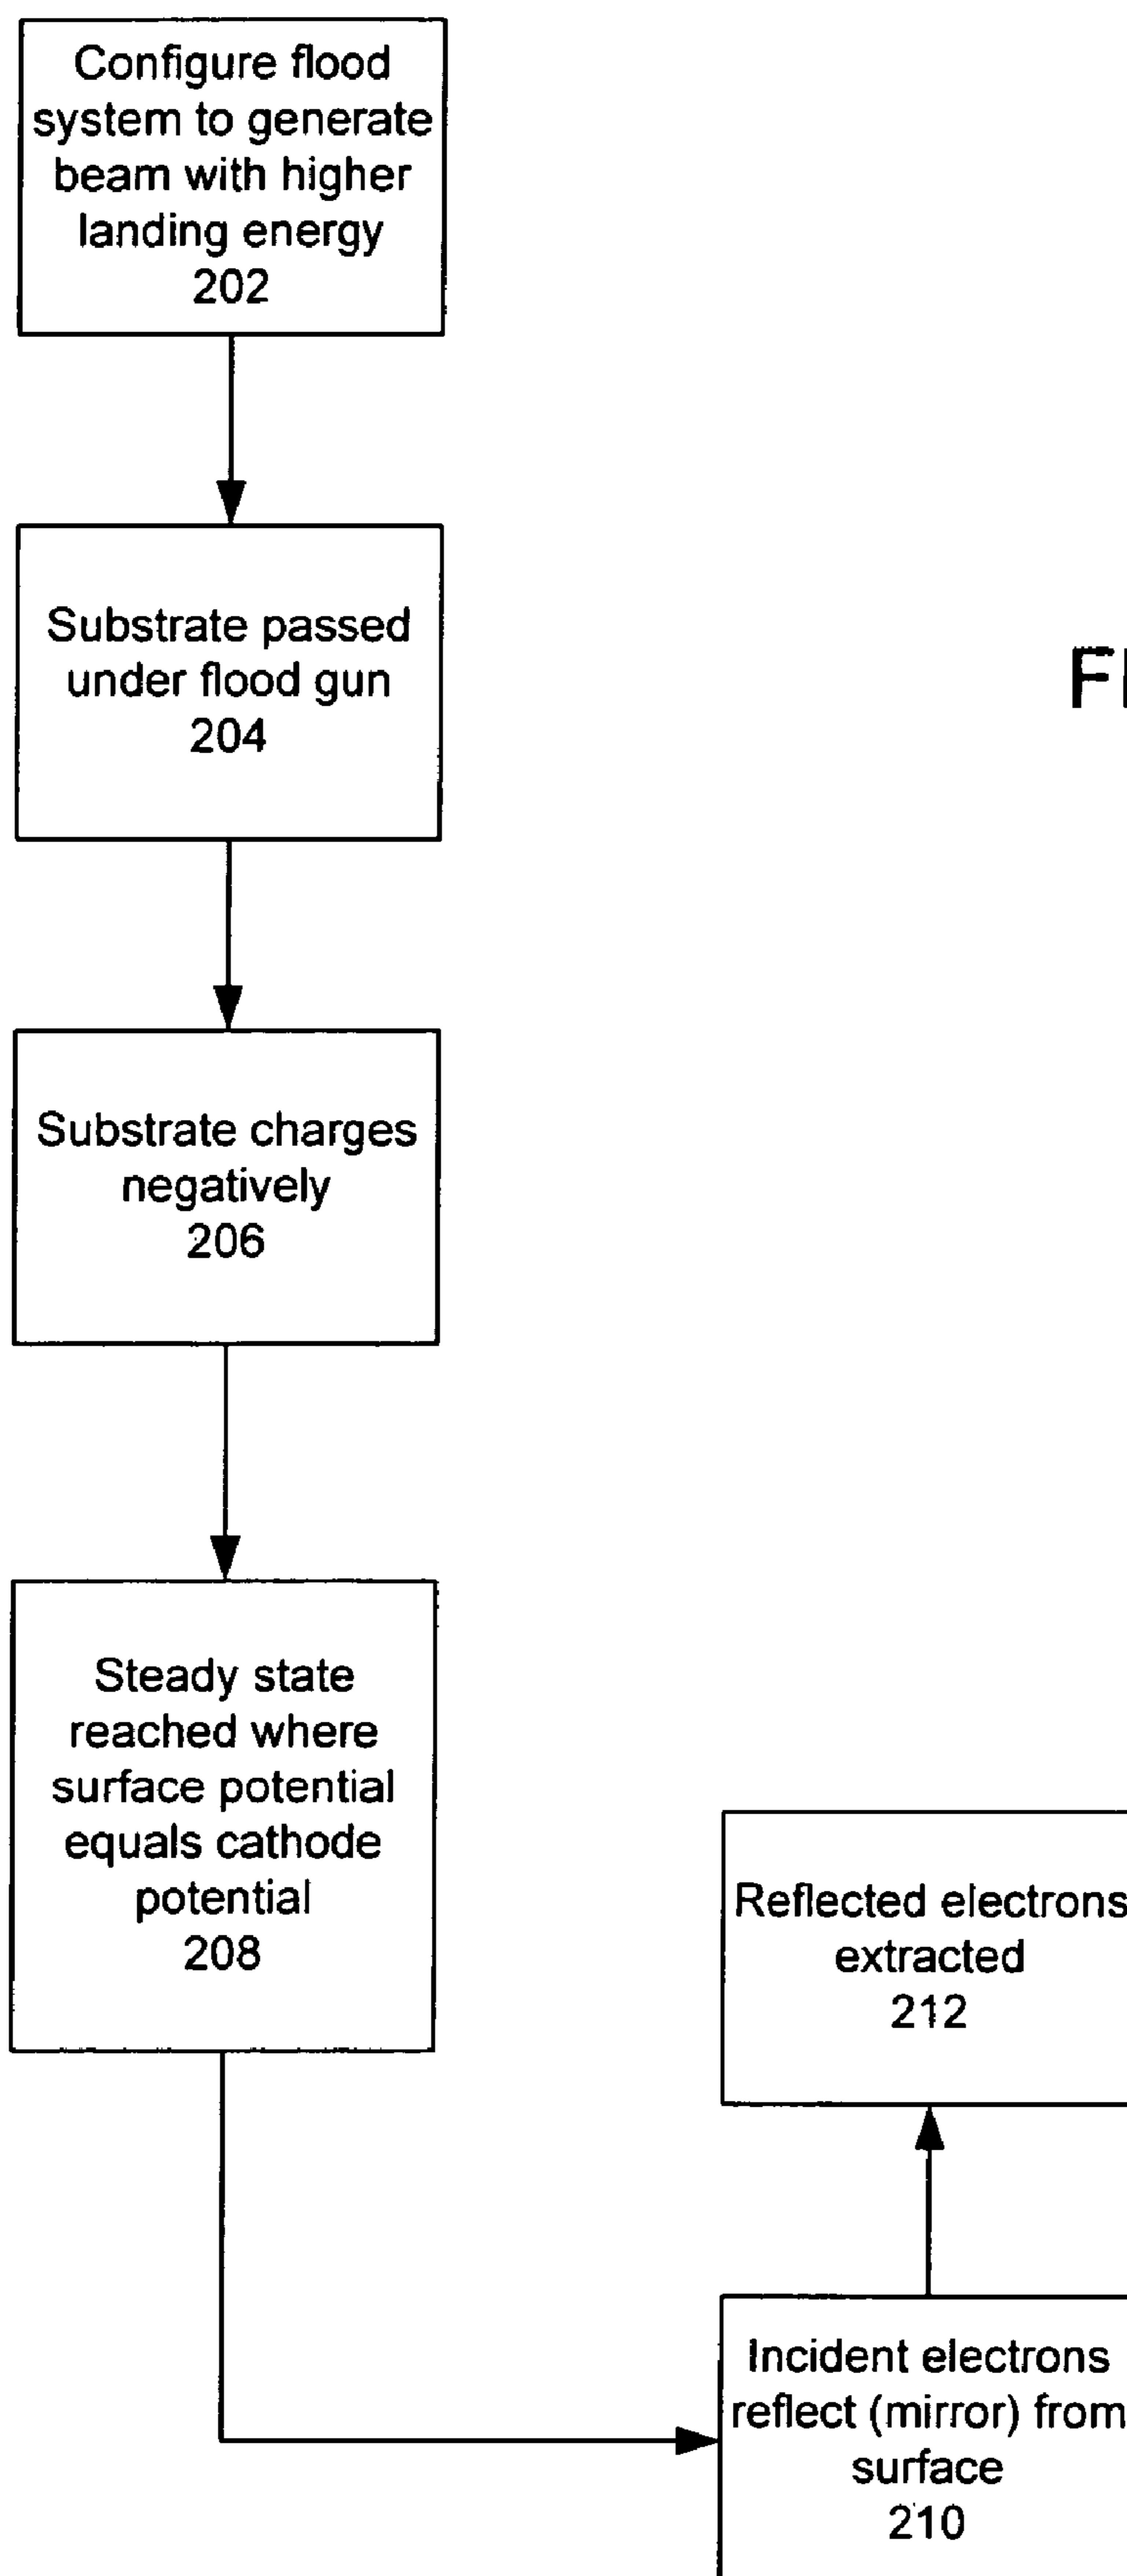 Configure flood
system to generate
beam with higher
landing energy
202
Substrate passed
under flood gun
204
Substrate charges
negatively
206
Steady state
reached where
surface potential
equals cathode
potential
208
Incident electrons
reflect (mirror) from
surface
210
Reflected electrons
extracted
212